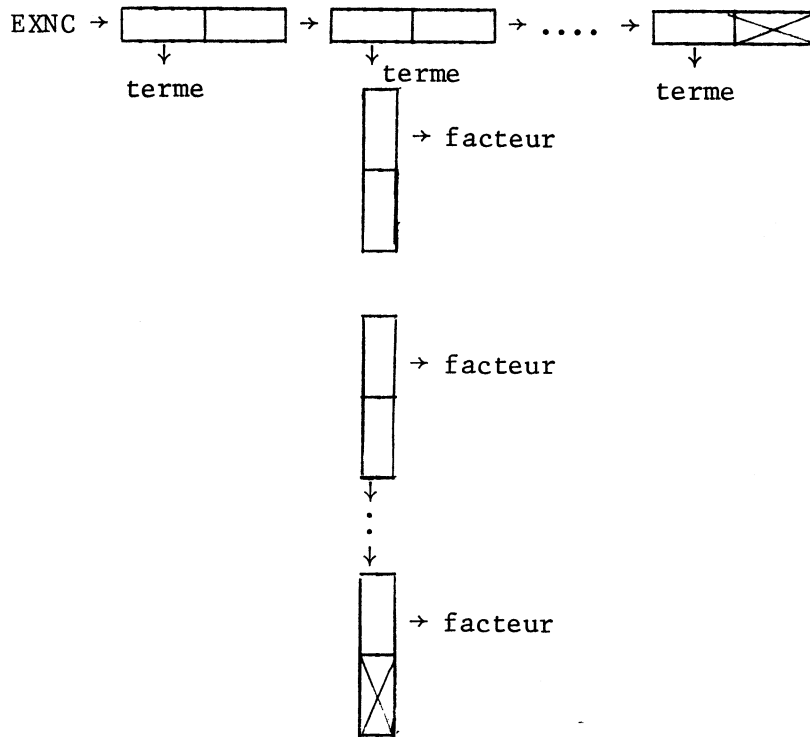 EXNC → → .... →
terme terme terme
→ facteur
→ facteur
→ facteur